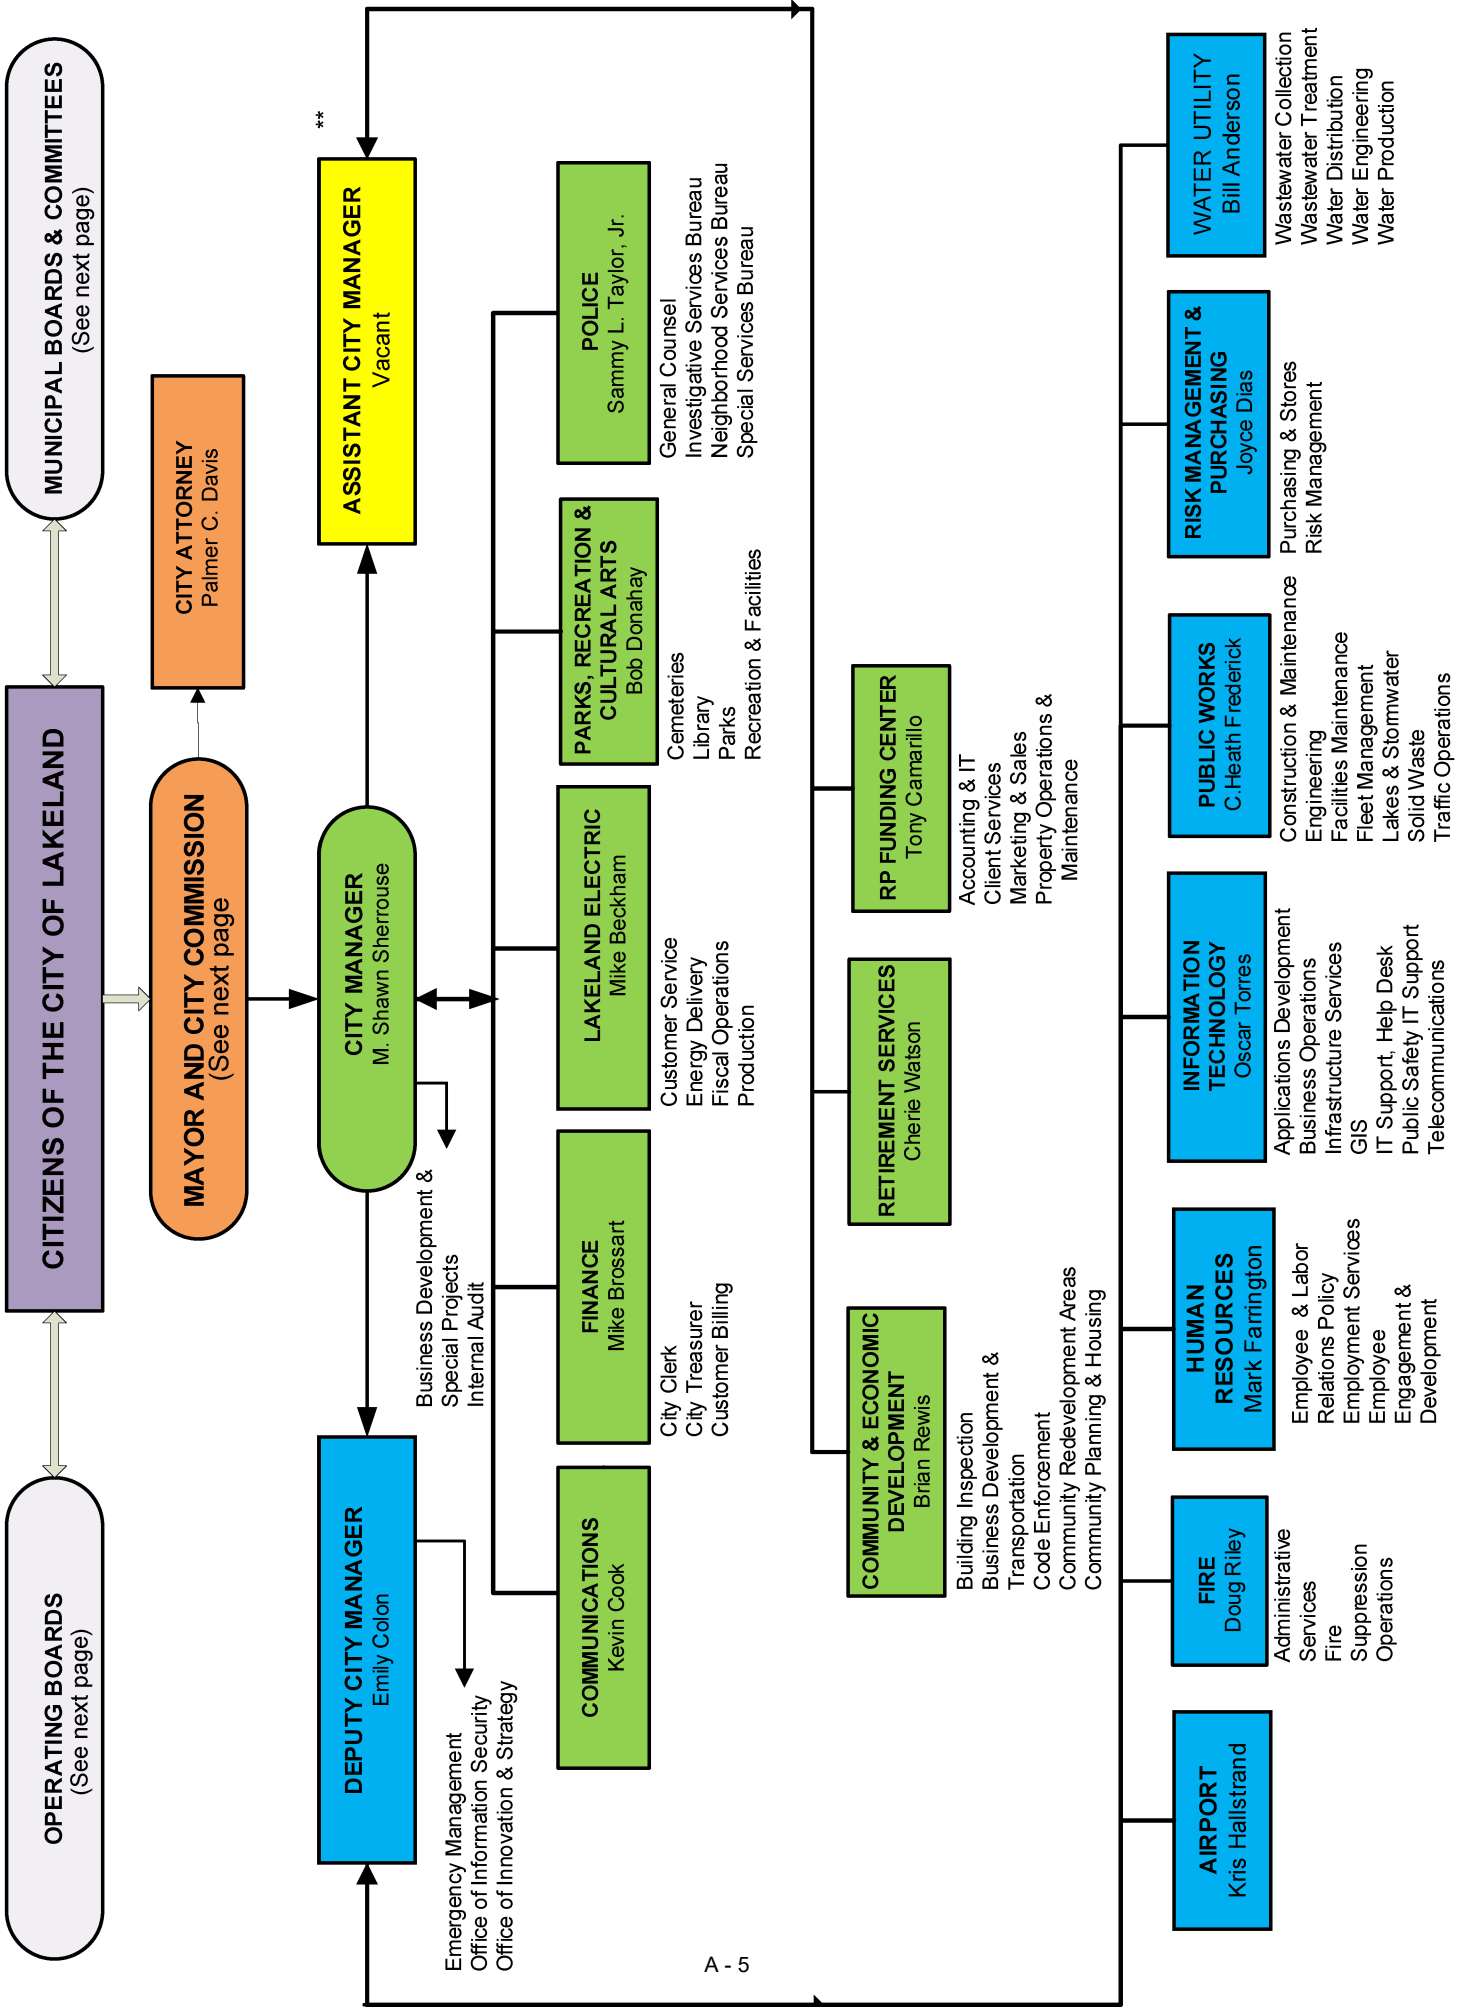 OPERATING BOARDS
(See next page)
CITIZENS OF THE CITY OF LAKELAND
MUNICIPAL BOARDS & COMMITTEES
(See next page)
MAYOR AND CITY COMMISSION
(See next page
CITY ATTORNEY
Palmer C. Davis
DEPUTY CITY MANAGER
Emily Colon
CITY MANAGER
M. Shawn Sherrouse
ASSISTANT CITY MANAGER
Vacant
**
Emergency Management
Office of Information Security
Office of Innovation & Strategy
Business Development &
Special Projects
Internal Audit
COMMUNICATIONS
Kevin Cook
FINANCE
Mike Brossart
City Clerk
City Treasurer
Customer Billing
LAKELAND ELECTRIC
Mike Beckham
Customer Service
Energy Delivery
Fiscal Operations
Production
PARKS, RECREATION &
CULTURAL ARTS
Bob Donahay
Cemeteries
Library
Parks
Recreation & Facilities
POLICE
Sammy L. Taylor, Jr.
General Counsel
Investigative Services Bureau
Neighborhood Services Bureau
Special Services Bureau
COMMUNITY & ECONOMIC
DEVELOPMENT
Brian Rewis
Building Inspection
Business Development &
Transportation
Code Enforcement
Community Redevelopment Areas
Community Planning & Housing
RETIREMENT SERVICES
Cherie Watson
RP FUNDING CENTER
Tony Camarillo
Accounting & IT
Client Services
Marketing & Sales
Property Operations &
Maintenance
AIRPORT
Kris Hallstrand
FIRE
Doug Riley
Administrative
Services
Fire
Suppression
Operations
HUMAN
RESOURCES
Mark Farrington
Employee & Labor
Relations Policy
Employment Services
Employee
Engagement &
Development
INFORMATION
TECHNOLOGY
Oscar Torres
Applications Development
Business Operations
Infrastructure Services
GIS
IT Support, Help Desk
Public Safety IT Support
Telecommunications
PUBLIC WORKS
C.Heath Frederick
Construction & Maintenance
Engineering
Facilities Maintenance
Fleet Management
Lakes & Stormwater
Solid Waste
Traffic Operations
RISK MANAGEMENT &
PURCHASING
Joyce Dias
Purchasing & Stores
Risk Management
WATER UTILITY
Bill Anderson
Wastewater Collection
Wastewater Treatment
Water Distribution
Water Engineering
Water Production
A - 5